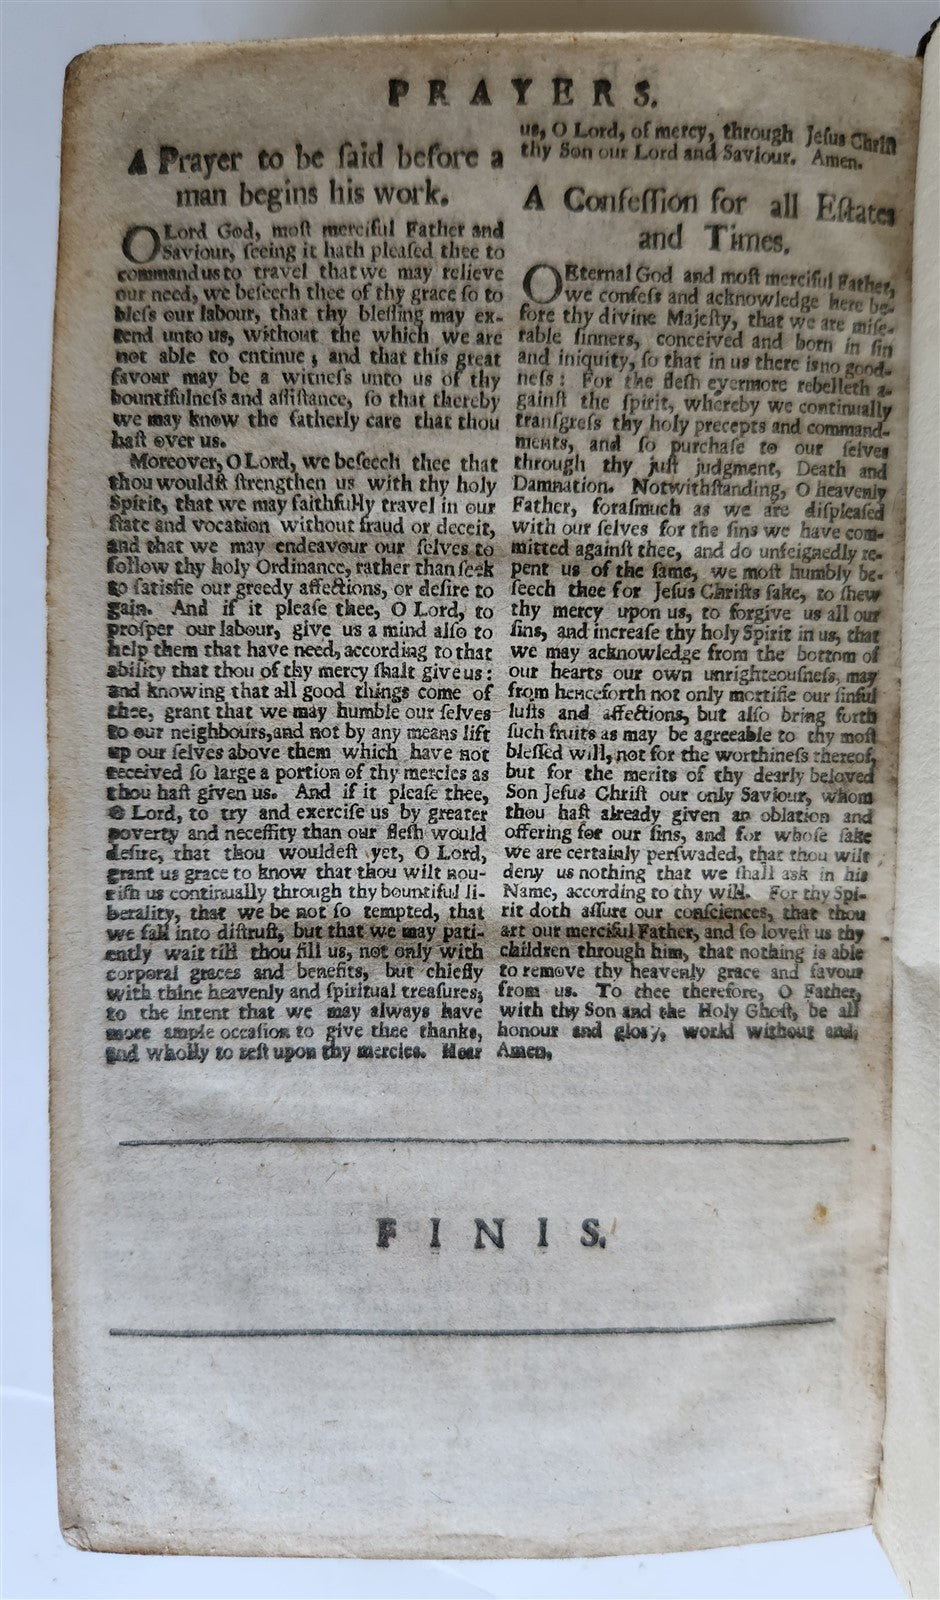 PRAYERS.
A Prayer to be ſaid before a
man begins his work.
O Lord God, moſt merciful Father and
Saviour, ſeeing it hath pleaſed thee to
command us to travel that we may relieve
our need, we beſeech thee of thy grace ſo to
bleſs our labour, that thy bleſſing may ex-
tend unto us, without the which we are
not able to cntinue; and that this great
favour may be a witneſs unto us of thy
bountifulneſs and aſſiſtance, ſo that thereby
we may know the fatherly care that thou
haſt over us.
Moreover, O Lord, we beſeech thee that
thou wouldſt ſtrengthen us with thy holy
Spirit, that we may faithfully travel in our
ſtate and vocation without fraud or deceit,
and that we may endeavour our ſelves to
follow thy holy Ordinance, rather than ſeek
to ſatisfie our greedy affections, or deſire to
gain. And if it pleaſe thee, O Lord, to
proſper our labour, give us a mind alſo to
help them that have need, according to that
ability that thou of thy mercy ſhalt give us:
and knowing that all good things come of
thee, grant that we may humble our ſelves
to our neighbours, and not by any means lift
up our ſelves above them which have not
received ſo large a portion of thy mercies as
thou haſt given us. And if it pleaſe thee,
O Lord, to try and exerciſe us by greater
poverty and neceſſity than our fleſh would
deſire, that thou wouldeſt yet, O Lord,
grant us grace to know that thou wilt nou-
riſh us continually through thy bountiful li-
berality, that we be not ſo tempted, that
we fall into diſtruſt, but that we may pati-
ently wait till thou fill us, not only with
corporal graces and benefits, but chiefly
with thine heavenly and ſpiritual treaſures;
to the intent that we may always have
more ample occaſion to give thee thanks,
and wholly to reſt upon thy mercies. Hear
us, O Lord, of mercy, through Jeſus Chriſt
thy Son our Lord and Saviour. Amen.
A Confeſſion for all Eſtates
and Times.
O Eternal God and moſt merciful Father,
we confeſs and acknowledge here be-
fore thy divine Majeſty, that we are miſe-
rable ſinners, conceived and born in ſin
and iniquity, ſo that in us there is no good-
neſs: For the fleſh evermore rebelleth a-
gainſt the ſpirit, whereby we continually
tranſgreſs thy holy precepts and command-
ments, and ſo purchaſe to our ſelves
through thy juſt judgment, Death and
Damnation. Notwithſtanding, O heavenly
Father, foraſmuch as we are diſpleaſed
with our ſelves for the ſins we have com-
mitted againſt thee, and do unfeignedly re-
pent us of the ſame, we moſt humbly be-
ſeech thee for Jeſus Chriſts ſake, to ſhew
thy mercy upon us, to forgive us all our
ſins, and increaſe thy holy Spirit in us, that
we may acknowledge from the bottom of
our hearts our own unrighteouſneſs, may
from henceforth not only mortifie our ſinful
luſts and affections, but alſo bring forth
ſuch fruits as may be agreeable to thy moſt
bleſſed will, not for the worthineſs thereof,
but for the merits of thy dearly beloved
Son Jeſus Chriſt our only Saviour, whom
thou haſt already given an oblation and
offering for our ſins, and for whoſe ſake
we are certainly perſwaded, that thou wilt
deny us nothing that we ſhall ask in his
Name, according to thy will. For thy Spi-
rit doth aſſure our conſciences, that thou
art our merciful Father, and ſo loveſt us thy
children through him, that nothing is able
to remove thy heavenly grace and favour
from us. To thee therefore, O Father,
with thy Son and the Holy Ghoſt, be all
honour and glory, world without end,
Amen,
FINIS.